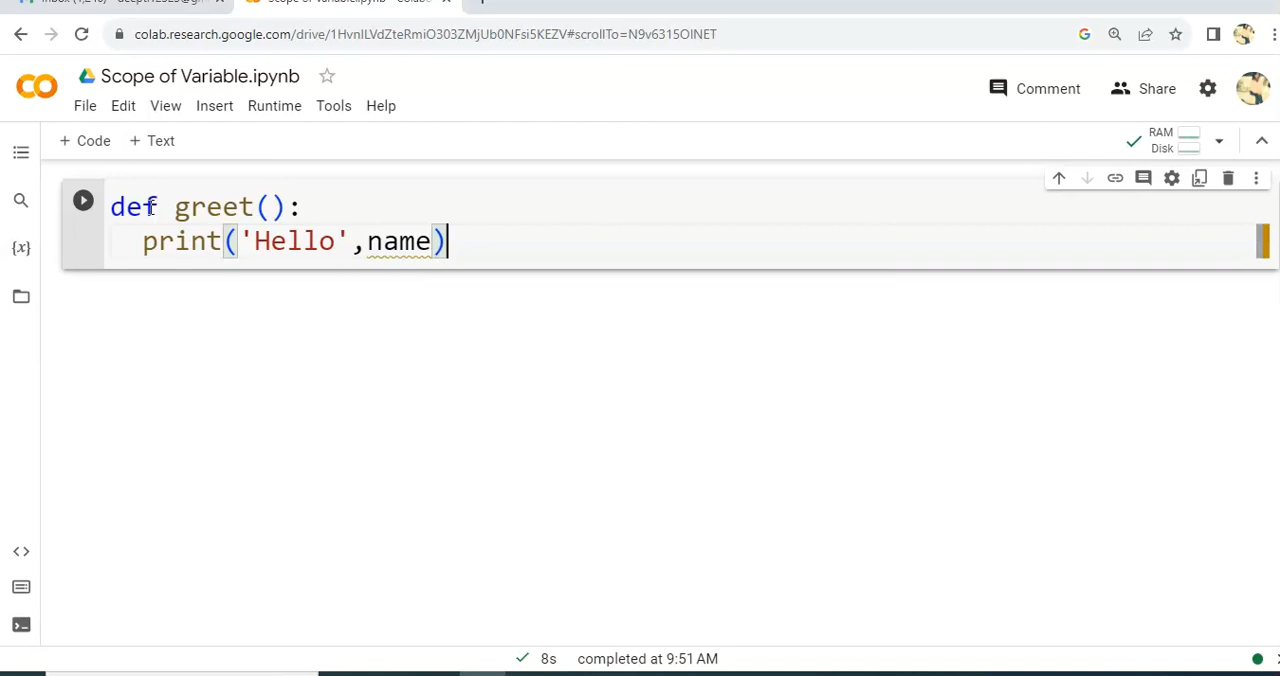 colab.research.google.com/drive/1HvnILVdZteRmiO303ZMjUb0NFsi5KEZV#scrollTo=N9v6315OINET
Scope of Variable.ipynb
File Edit View Insert Runtime Tools Help
Comment Share
+ Code + Text
RAM
Disk
def greet():
print('Hello',name)
{x}
8s completed at 9:51 AM